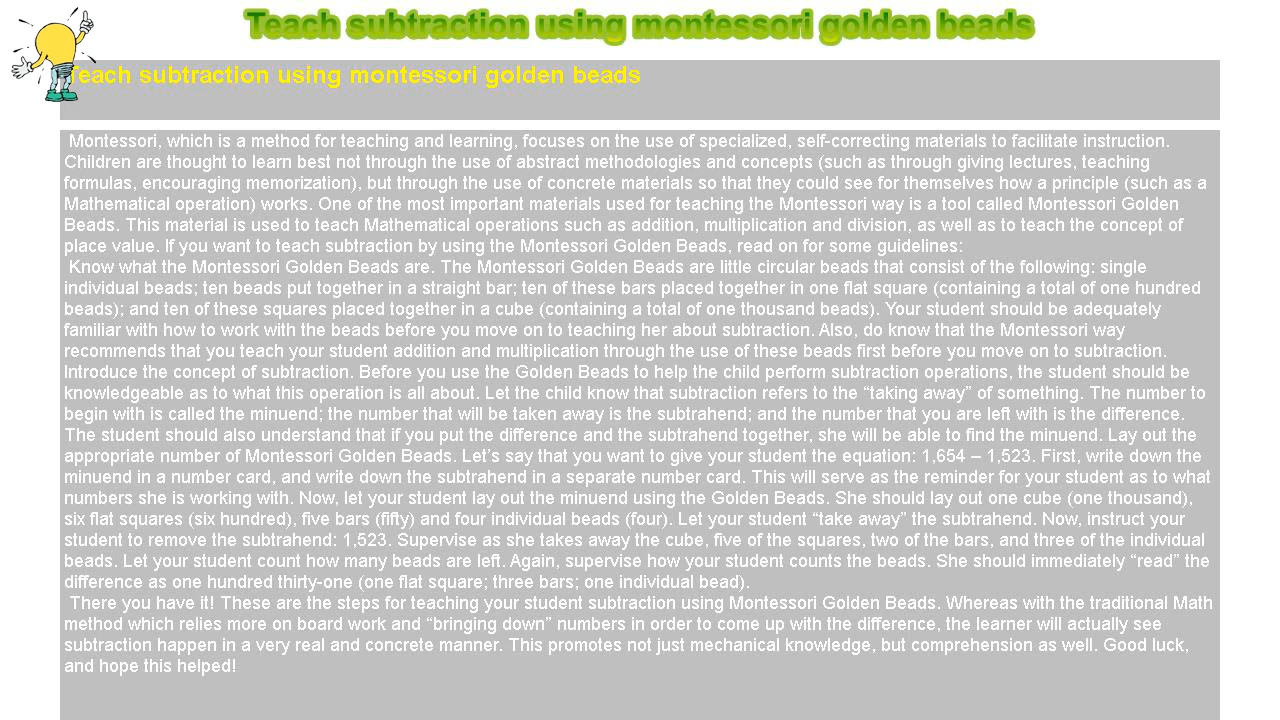 Teach subtraction using montessori golden beads
Teach subtraction using montessori golden beads
Montessori, which is a method for teaching and learning, focuses on the use of specialized, self-correcting materials to facilitate instruction.
Children are thought to learn best not through the use of abstract methodologies and concepts (such as through giving lectures, teaching
formulas, encouraging memorization), but through the use of concrete materials so that they could see for themselves how a principle (such as a
Mathematical operation) works. One of the most important materials used for teaching the Montessori way is a tool called Montessori Golden
Beads. This material is used to teach Mathematical operations such as addition, multiplication and division, as well as to teach the concept of
place value. If you want to teach subtraction by using the Montessori Golden Beads, read on for some guidelines:
Know what the Montessori Golden Beads are. The Montessori Golden Beads are little circular beads that consist of the following: single
individual beads; ten beads put together in a straight bar; ten of these bars placed together in one flat square (containing a total of one hundred
beads); and ten of these squares placed together in a cube (containing a total of one thousand beads). Your student should be adequately
familiar with how to work with the beads before you move on to teaching her about subtraction. Also, do know that the Montessori way
recommends that you teach your student addition and multiplication through the use of these beads first before you move on to subtraction.
Introduce the concept of subtraction. Before you use the Golden Beads to help the child perform subtraction operations, the student should be
knowledgeable as to what this operation is all about. Let the child know that subtraction refers to the “taking away” of something. The number to
begin with is called the minuend; the number that will be taken away is the subtrahend; and the number that you are left with is the difference.
The student should also understand that if you put the difference and the subtrahend together, she will be able to find the minuend. Lay out the
appropriate number of Montessori Golden Beads. Let’s say that you want to give your student the equation: 1,654 – 1,523. First, write down the
minuend in a number card, and write down the subtrahend in a separate number card. This will serve as the reminder for your student as to what
numbers she is working with. Now, let your student lay out the minuend using the Golden Beads. She should lay out one cube (one thousand),
six flat squares (six hundred), five bars (fifty) and four individual beads (four). Let your student “take away” the subtrahend. Now, instruct your
student to remove the subtrahend: 1,523. Supervise as she takes away the cube, five of the squares, two of the bars, and three of the individual
beads. Let your student count how many beads are left. Again, supervise how your student counts the beads. She should immediately “read” the
difference as one hundred thirty-one (one flat square; three bars; one individual bead).
There you have it! These are the steps for teaching your student subtraction using Montessori Golden Beads. Whereas with the traditional Math
method which relies more on board work and “bringing down” numbers in order to come up with the difference, the learner will actually see
subtraction happen in a very real and concrete manner. This promotes not just mechanical knowledge, but comprehension as well. Good luck,
and hope this helped!